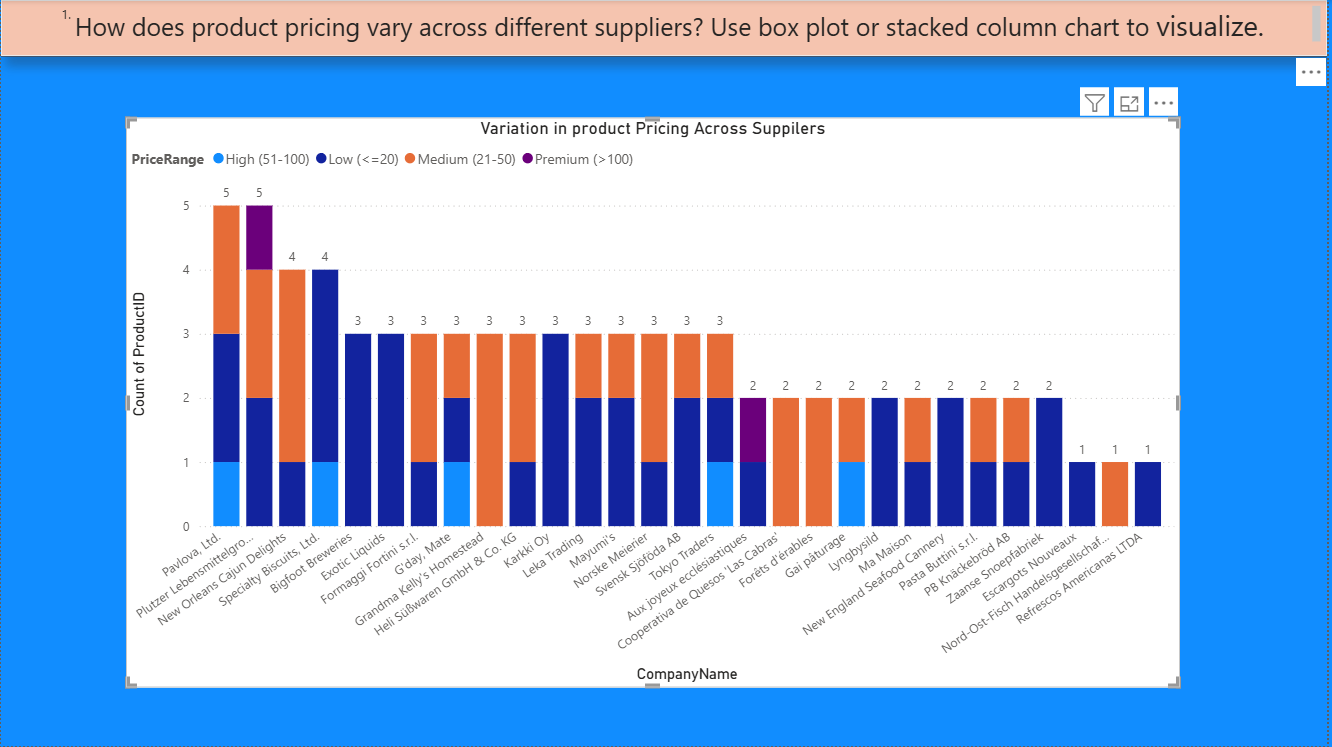 1. How does product pricing vary across different suppliers? Use box plot or stacked column chart to visualize.
Variation in product Pricing Across Suppilers
PriceRange High (51-100) Low (<=20) Medium (21-50) Premium (>100)
5 5 4 4 3 3 3 3 3 3 3 3 3 3 3 3 2 2 2 2 2 2 2 2 2 2 1 1 1
5
4
3
2
1
0
Count of ProductID
Pavlova, Ltd.
Plutzer Lebensmittelgro...
New Orleans Cajun Delights
Specialty Biscuits, Ltd.
Bigfoot Breweries
Exotic Liquids
Formaggi Fortini s.r.l.
G'day, Mate
Grandma Kelly's Homestead
Heli Süßwaren GmbH & Co. KG
Karkki Oy
Leka Trading
Mayumi's
Norske Meierier
Svensk Sjöföda AB
Tokyo Traders
Aux joyeux ecclésiastiques
Cooperativa de Quesos 'Las Cabras'
Forêts d'érables
Gai pâturage
Lyngbysild
Ma Maison
New England Seafood Cannery
Pasta Buttini s.r.l.
PB Knäckebröd AB
Zaanse Snoepfabriek
Escargots Nouveaux
Nord-Ost-Fisch Handelsgesellschaf...
Refrescos Americanas LTDA
CompanyName